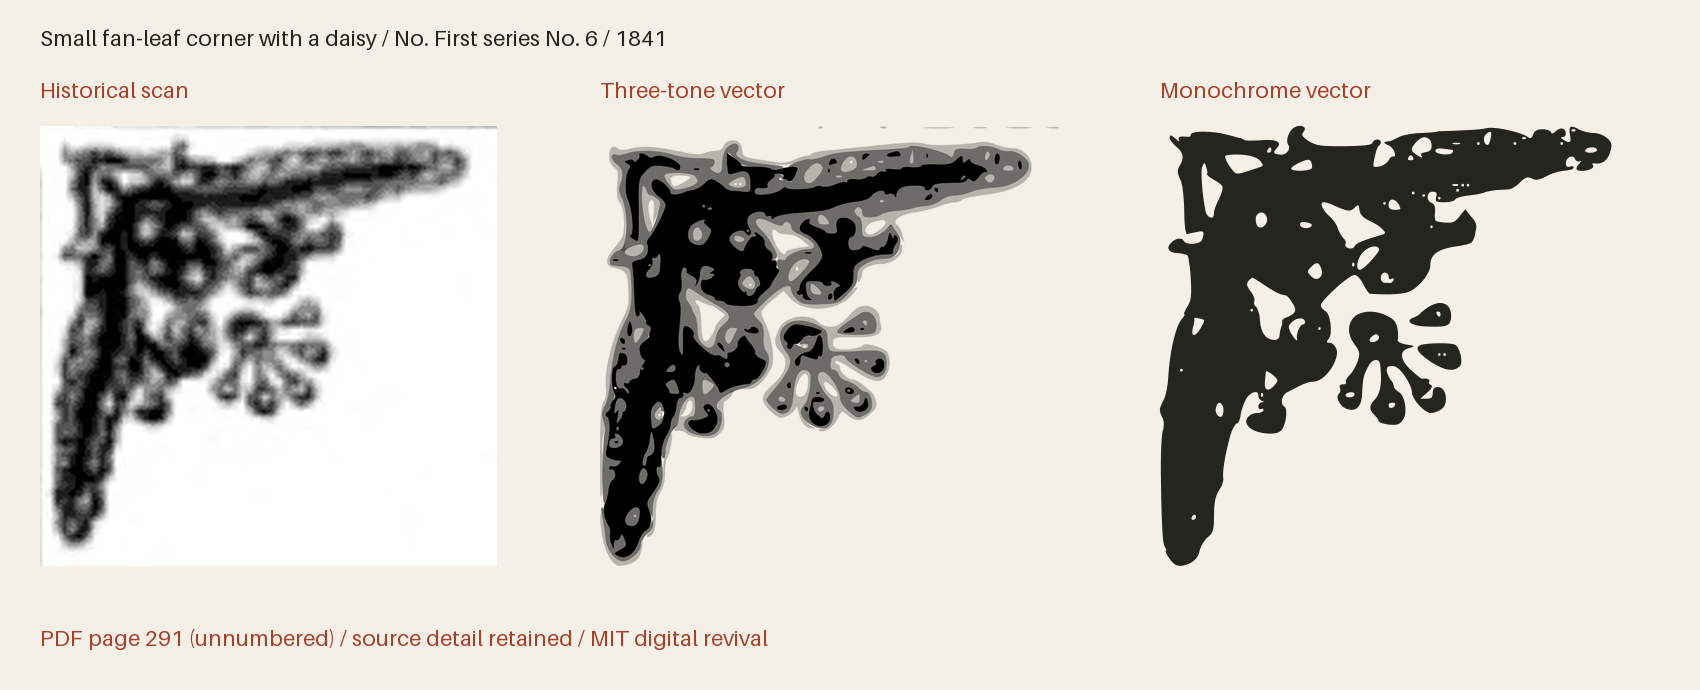 Small fan-leaf corner with a daisy / No. First series No. 6 / 1841
Historical scan
Three-tone vector
Monochrome vector
PDF page 291 (unnumbered) / source detail retained / MIT digital revival